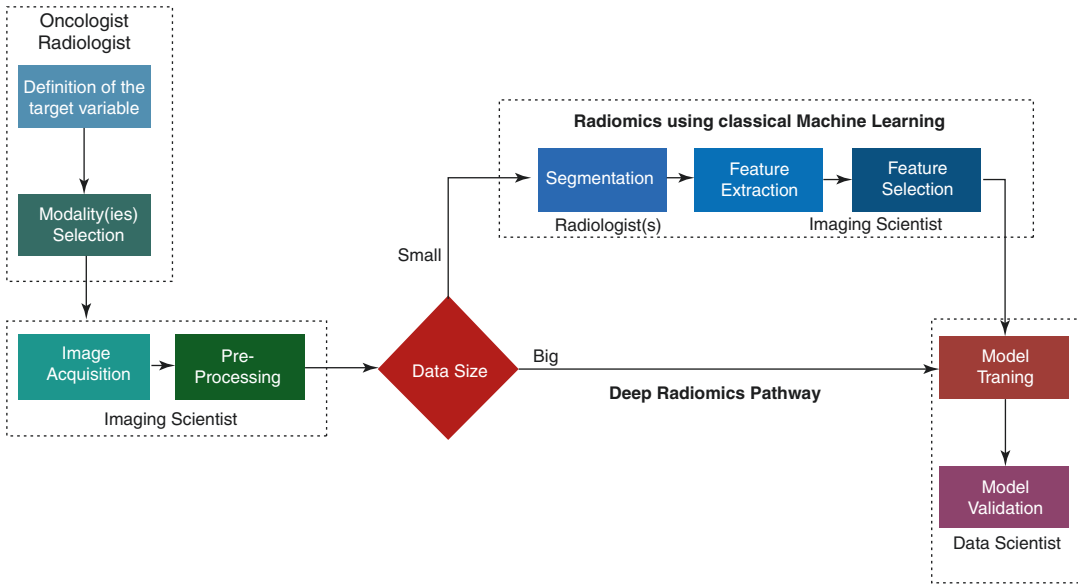 Oncologist
Radiologist
Definition of the
target variable
Modality(ies)
Selection
Image
Acquisition
Pre-
Processing
Imaging Scientist
Data Size
Small
Big
Radiomics using classical Machine Learning
Segmentation
Feature
Extraction
Feature
Selection
Radiologist(s)
Imaging Scientist
Deep Radiomics Pathway
Model
Traning
Model
Validation
Data Scientist